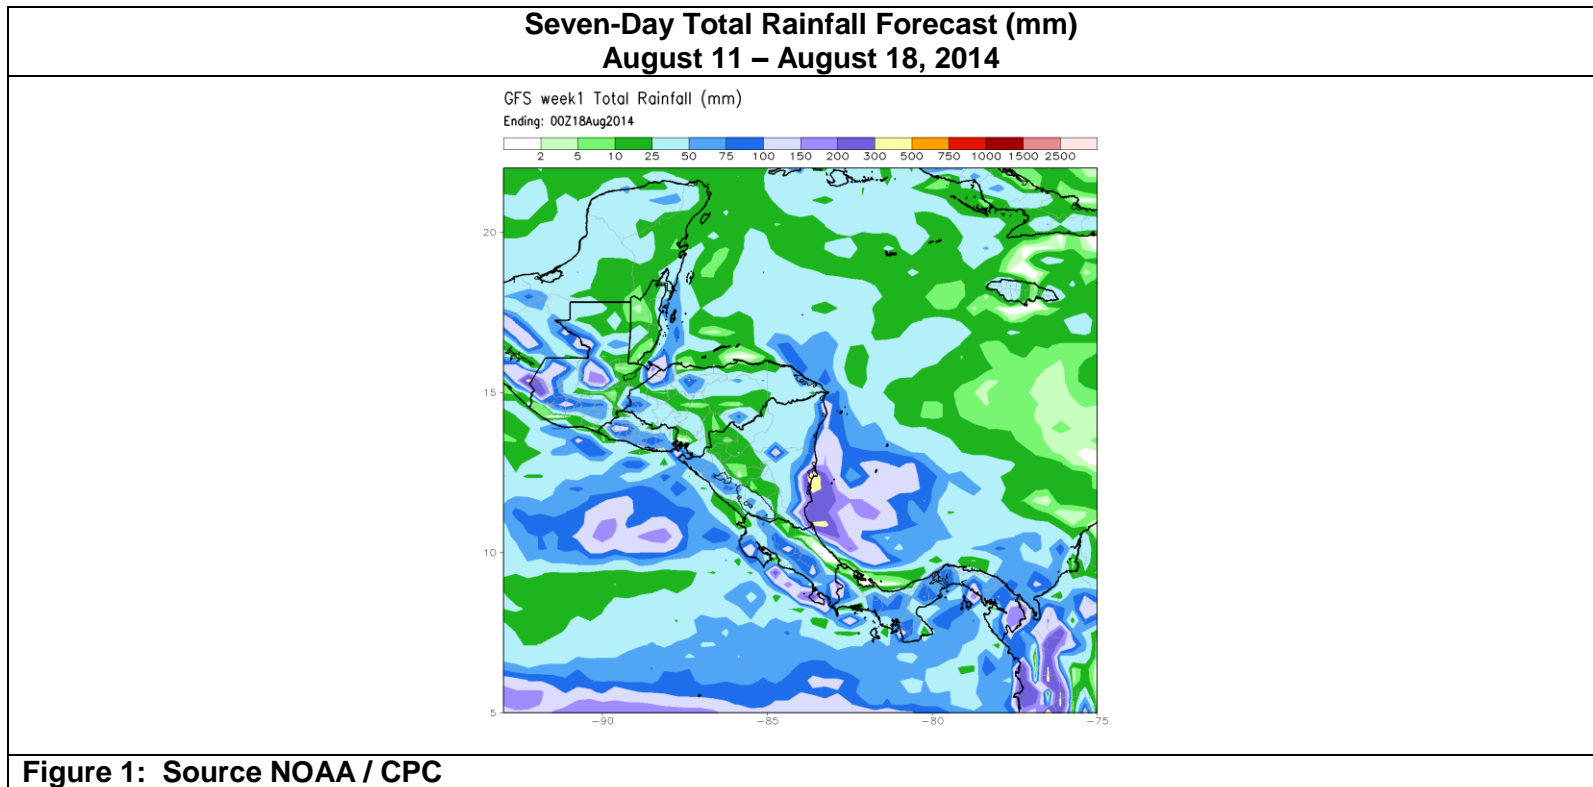 Seven-Day Total Rainfall Forecast (mm)
August 11 – August 18, 2014
GFS week1 Total Rainfall (mm)
Ending: 00Z18Aug2014
2 5 10 25 50 75 100 150 200 300 500 750 1000 1500 2500
20
15
10
5
-90 -85 -80 -75
Figure 1: Source NOAA / CPC